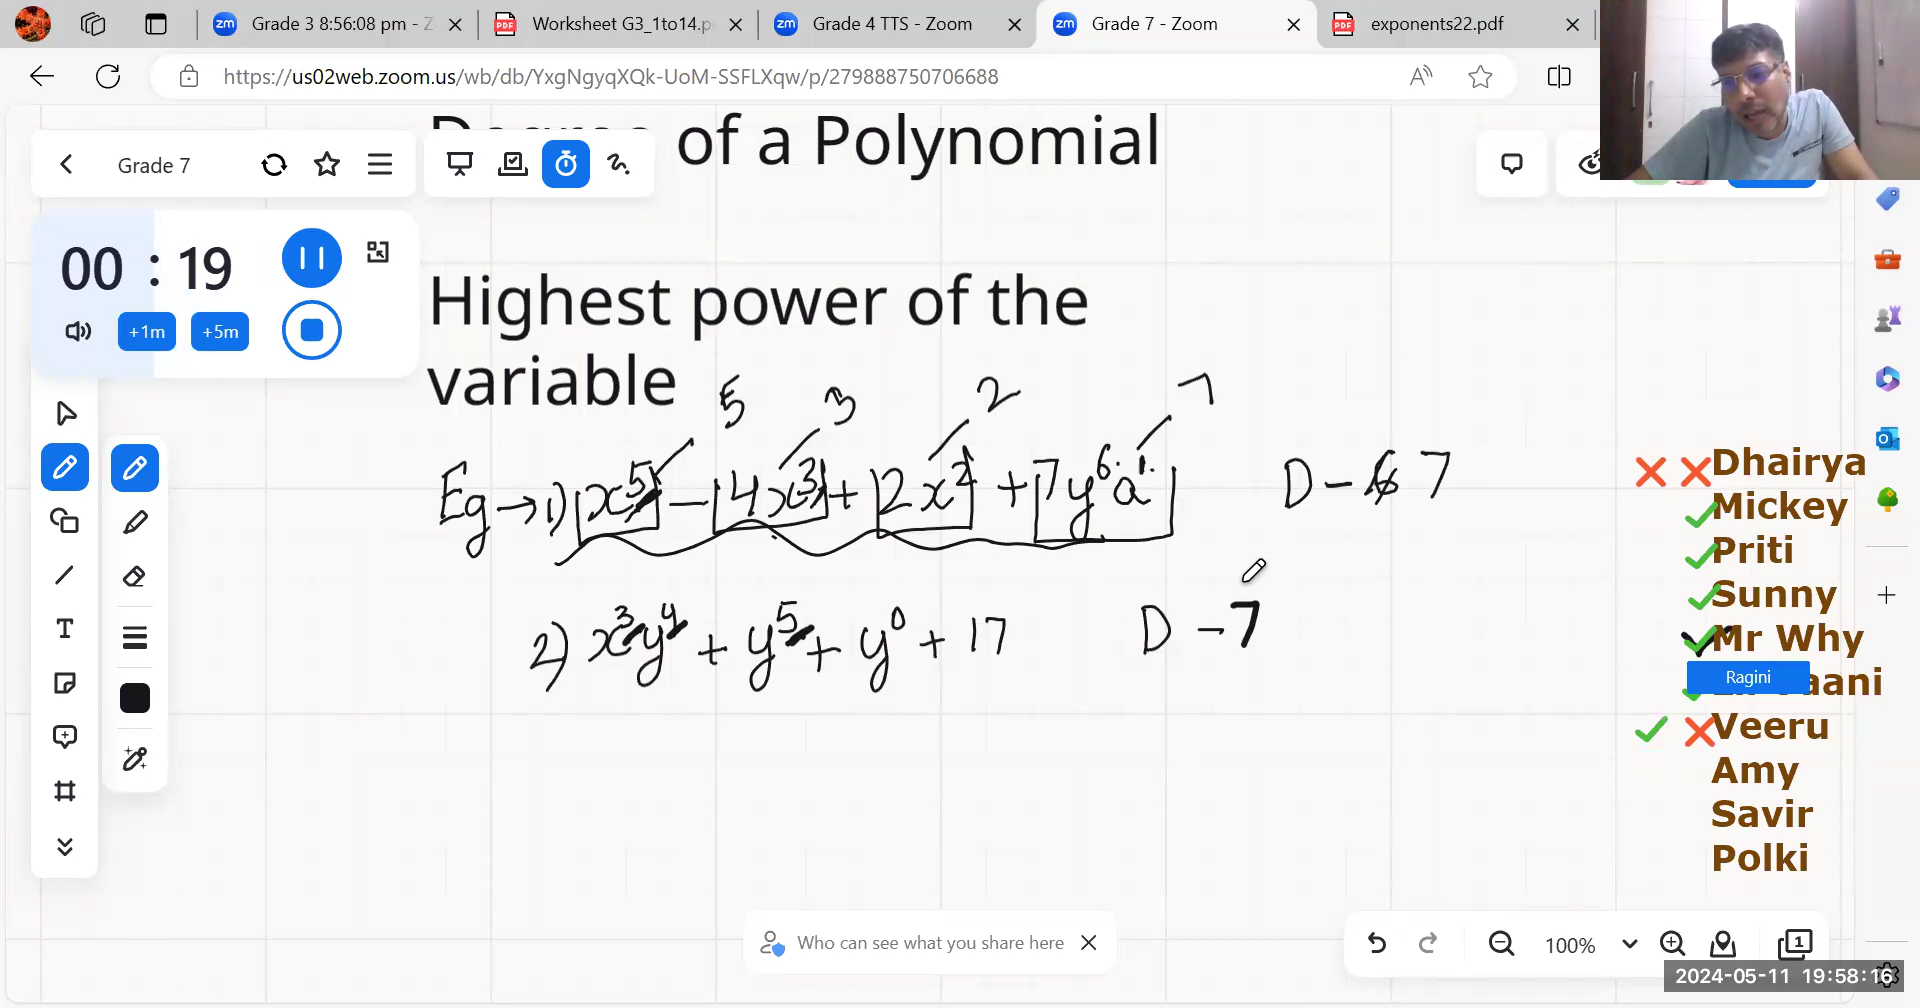 Grade 3 8:56:08 pm - Z
Worksheet G3_1to14.p
Grade 4 TTS - Zoom
Grade 7 - Zoom
exponents22.pdf
https://us02web.zoom.us/wb/db/YxgNgyqXQk-UoM-SSFLXqw/p/279888750706688
of a Polynomial
Grade 7
00 : 19
+1m +5m
Highest power of the
variable
5 3 2 7
Eg → 1) x⁵ - 4x³ + 2x² + 7y⁶a¹ D - 6 7
2) x³y⁴ + y⁵ + y⁰ + 17 D - 7
Dhairya
Mickey
Priti
Sunny
Mr Why
Ragini
aani
Veeru
Amy
Savir
Polki
Who can see what you share here
100%
1
2024-05-11 19:58:16